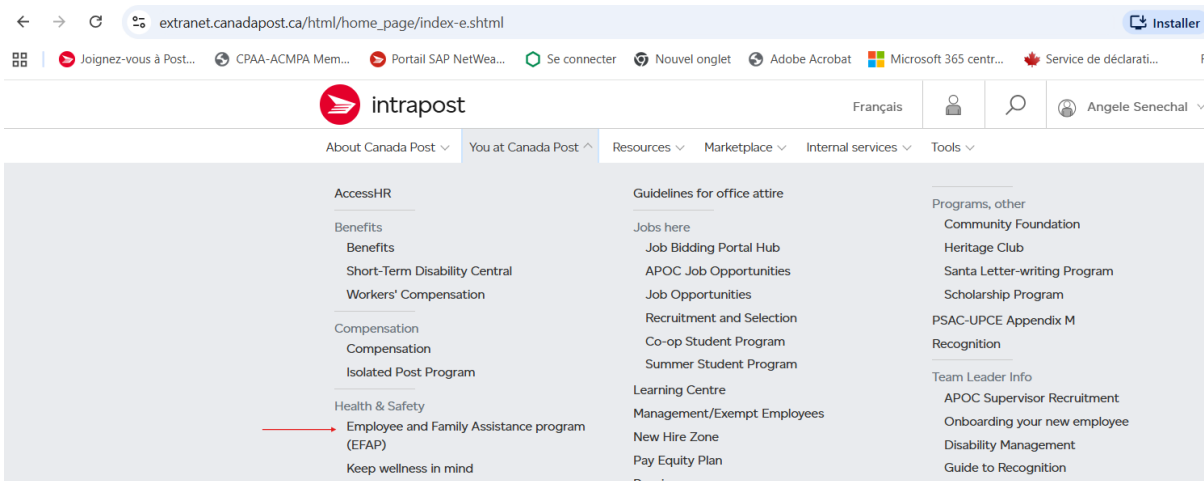 extranet.canadapost.ca/html/home_page/index-e.shtml
Installer
Joignez-vous à Post...
CPAA-ACMPA Mem...
Portail SAP NetWea...
Se connecter
Nouvel onglet
Adobe Acrobat
Microsoft 365 centr...
Service de déclarati...
intrapost
Français
Angele Senechal
About Canada Post
You at Canada Post
Resources
Marketplace
Internal services
Tools
AccessHR
Benefits
Benefits
Short-Term Disability Central
Workers' Compensation
Compensation
Compensation
Isolated Post Program
Health & Safety
Employee and Family Assistance program
(EFAP)
Keep wellness in mind
Guidelines for office attire
Jobs here
Job Bidding Portal Hub
APOC Job Opportunities
Job Opportunities
Recruitment and Selection
Co-op Student Program
Summer Student Program
Learning Centre
Management/Exempt Employees
New Hire Zone
Pay Equity Plan
Programs, other
Community Foundation
Heritage Club
Santa Letter-writing Program
Scholarship Program
PSAC-UPCE Appendix M
Recognition
Team Leader Info
APOC Supervisor Recruitment
Onboarding your new employee
Disability Management
Guide to Recognition